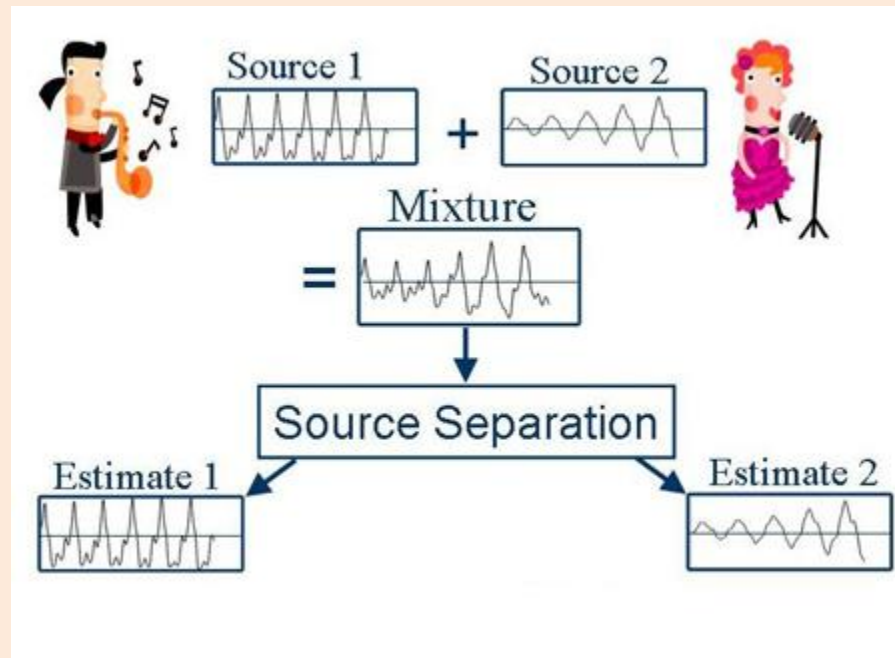 Source 1
Source 2
+
Mixture
=
Source Separation
Estimate 1
Estimate 2